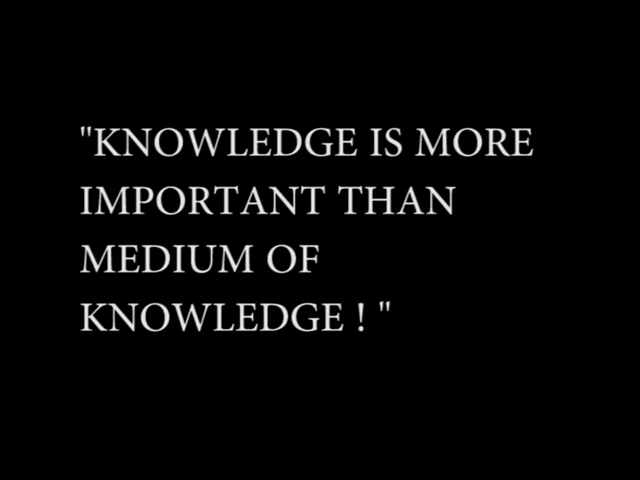 "KNOWLEDGE IS MORE
IMPORTANT THAN
MEDIUM OF
KNOWLEDGE ! "